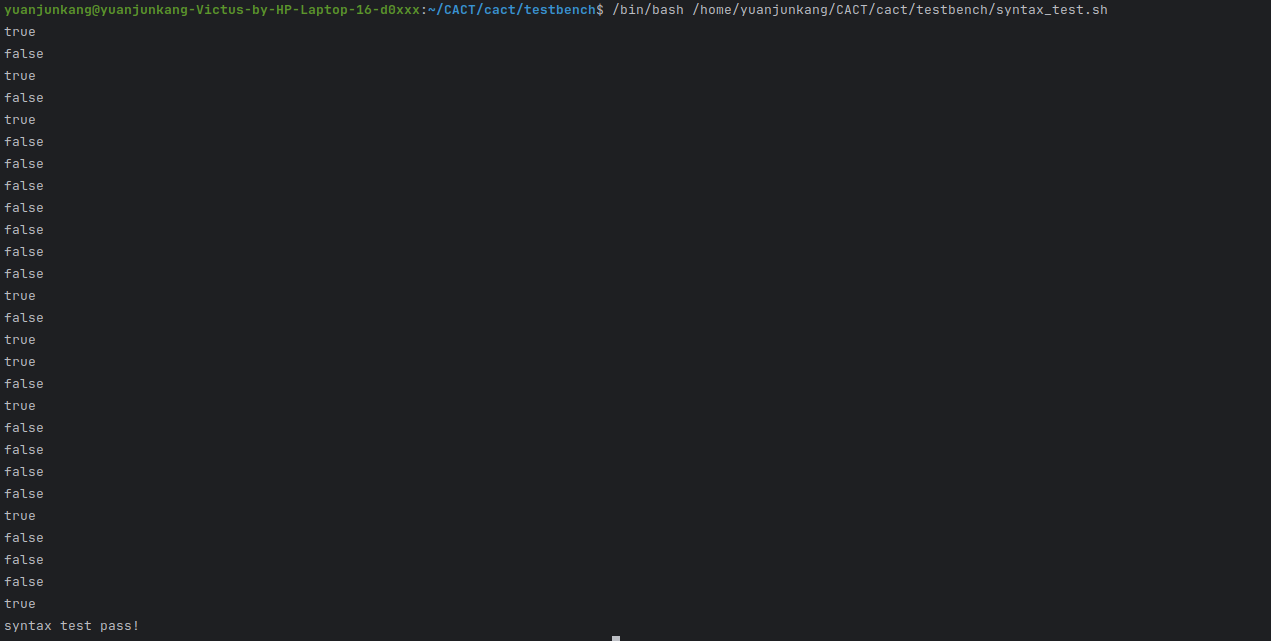 yuanjunkang@yuanjunkang-Victus-by-HP-Laptop-16-d0xxx:~/CACT/cact/testbench$ /bin/bash /home/yuanjunkang/CACT/cact/testbench/syntax_test.sh
true
false
true
false
true
false
false
false
false
false
false
false
true
false
true
true
false
true
false
false
false
false
true
false
false
false
true
syntax test pass!